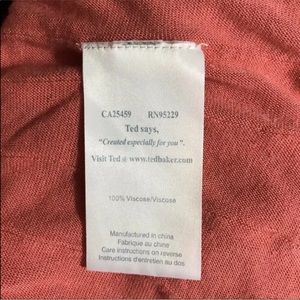 CA25459 RN95229
Ted says,
"Created especially for you".
Visit Ted @ www.tedbaker.com
100% Viscose/Viscose
Manufactured in china
Fabriqué au chine
Care instructions on reverse
Instructions d'entretien au dos